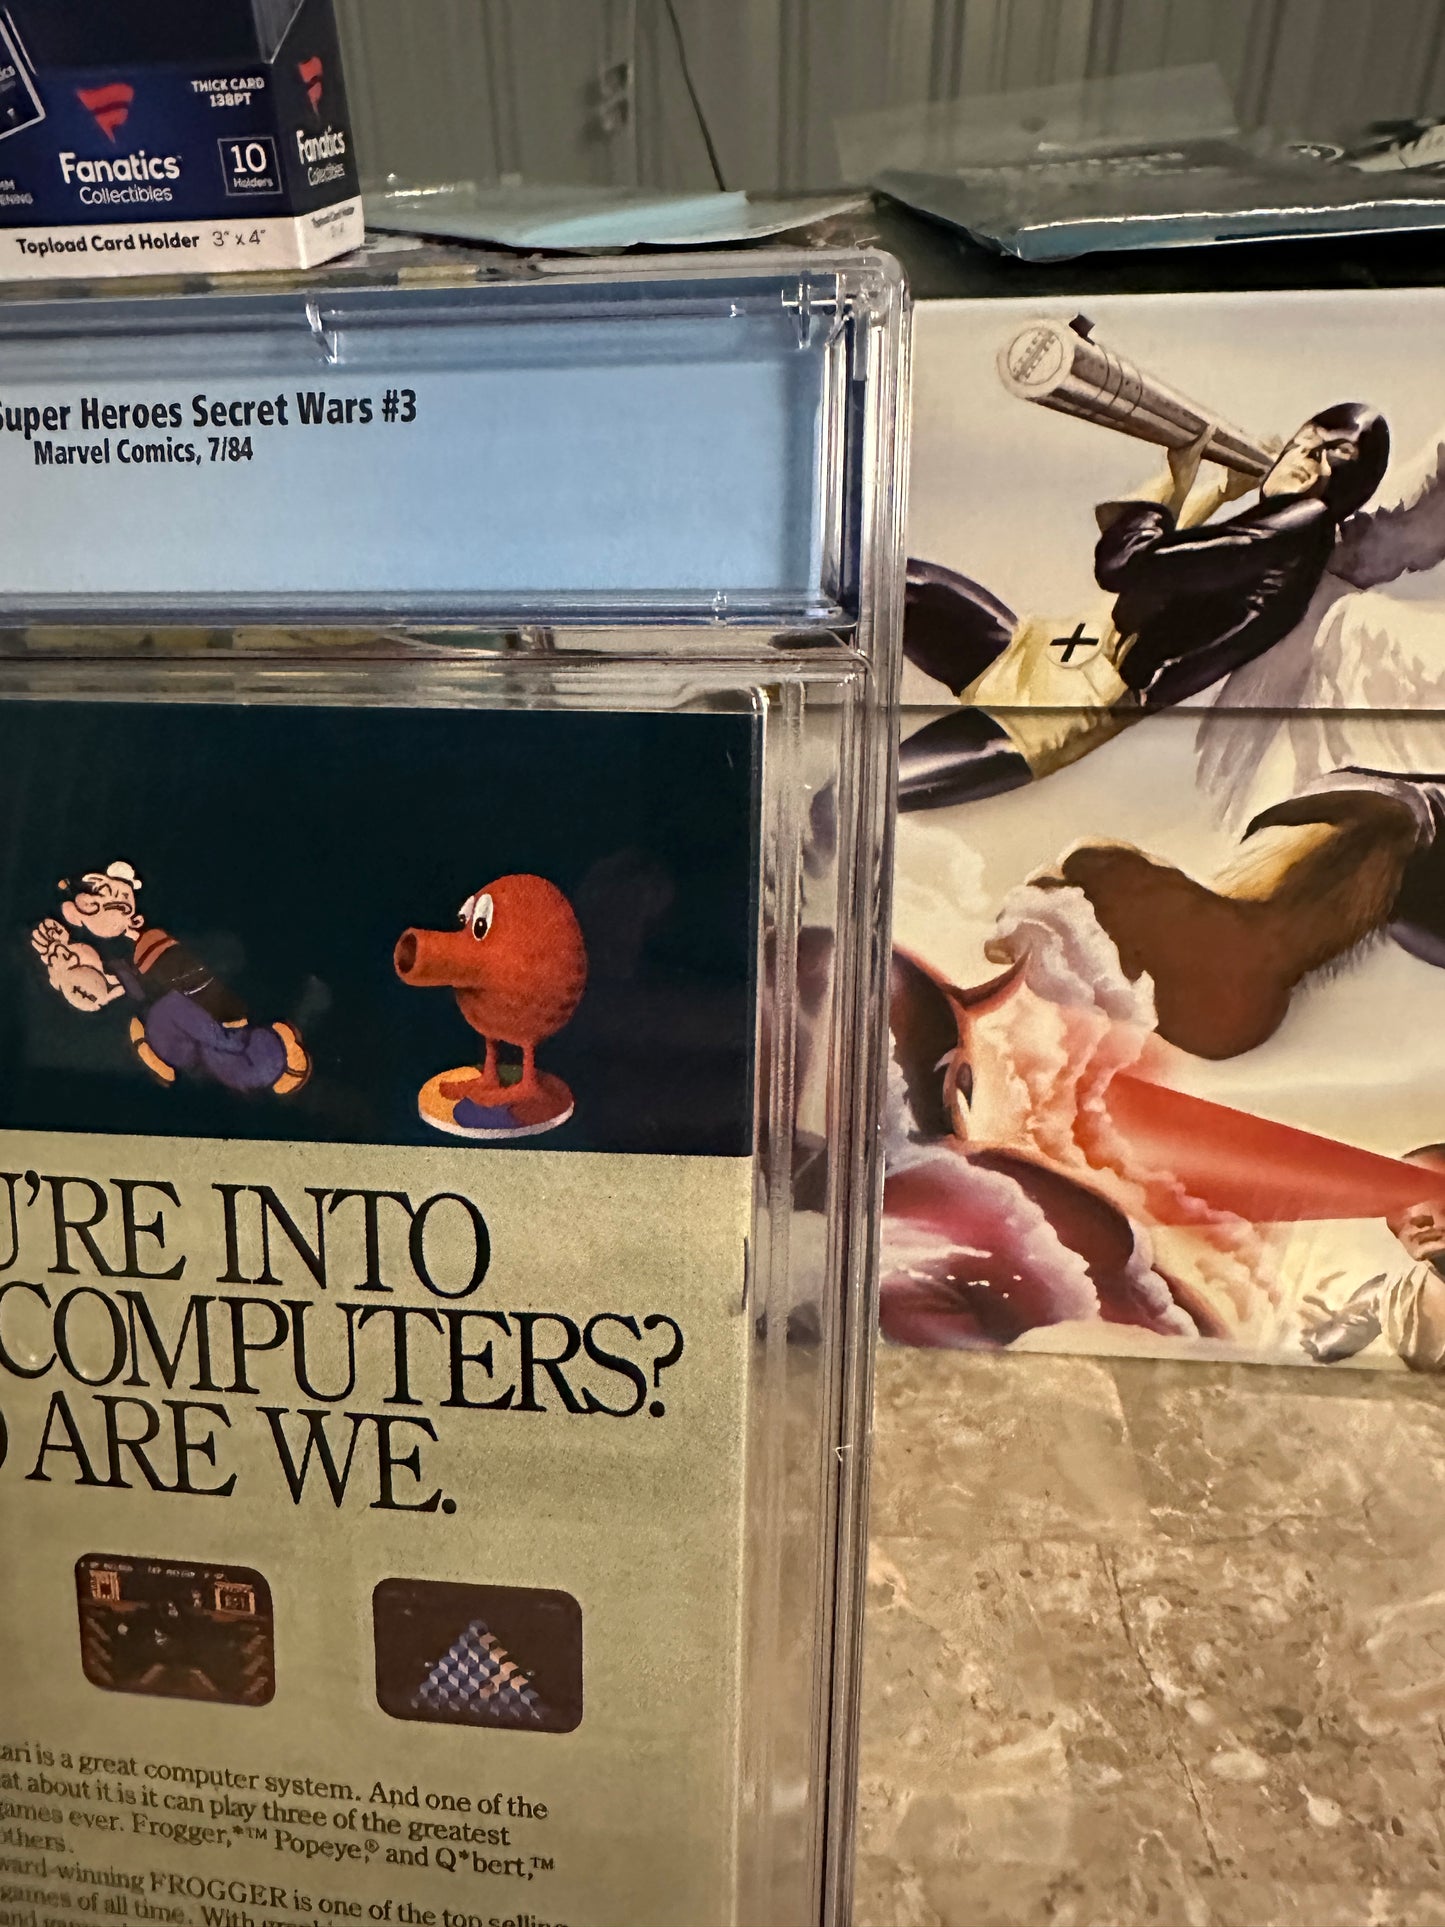 THICK CARD
138PT
Fanatics
Collectibles
10
Holders
Fanatics
Collectibles
Topload Card Holder 3" x 4"
Super Heroes Secret Wars #3
Marvel Comics, 7/84
U'RE INTO
COMPUTERS?
ARE WE.
ari is a great computer system. And one of the
at about it is it can play three of the greatest
games ever. Frogger,*™ Popeye,® and Q*bert,™
others.
ward-winning FROGGER is one of the top selling
games of all time. With
and